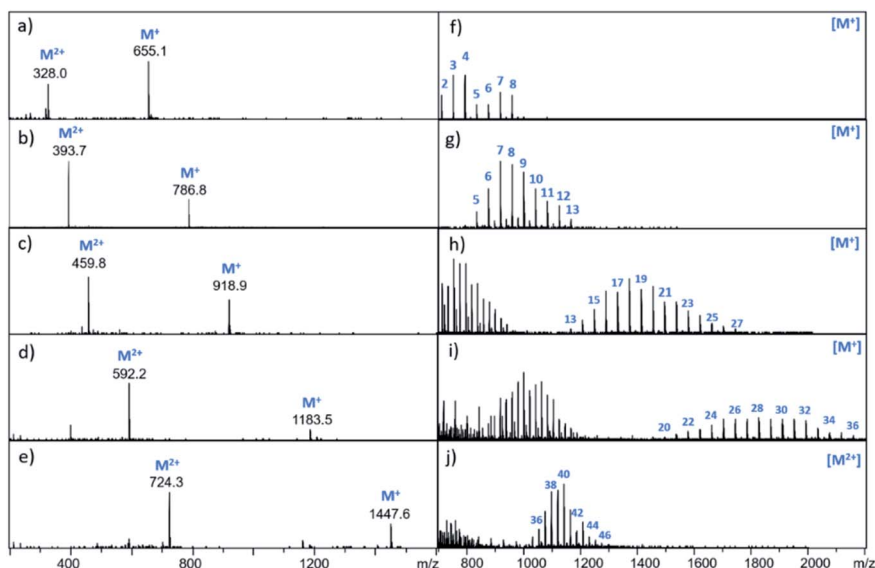 a)
M+
655.1
M2+
328.0
b)
M2+
393.7
M+
786.8
c)
M2+
459.8
M+
918.9
d)
M2+
592.2
M+
1183.5
e)
M2+
724.3
M+
1447.6
400
800
1200
m/z
f)
[M+]
2
3
4
5
6
7
8
g)
[M+]
5
6
7
8
9
10
11
12
13
h)
[M+]
13
15
17
19
21
23
25
27
i)
[M+]
20
22
24
26
28
30
32
34
36
j)
[M2+]
36
38
40
42
44
46
800
1200
1600
2000
m/z